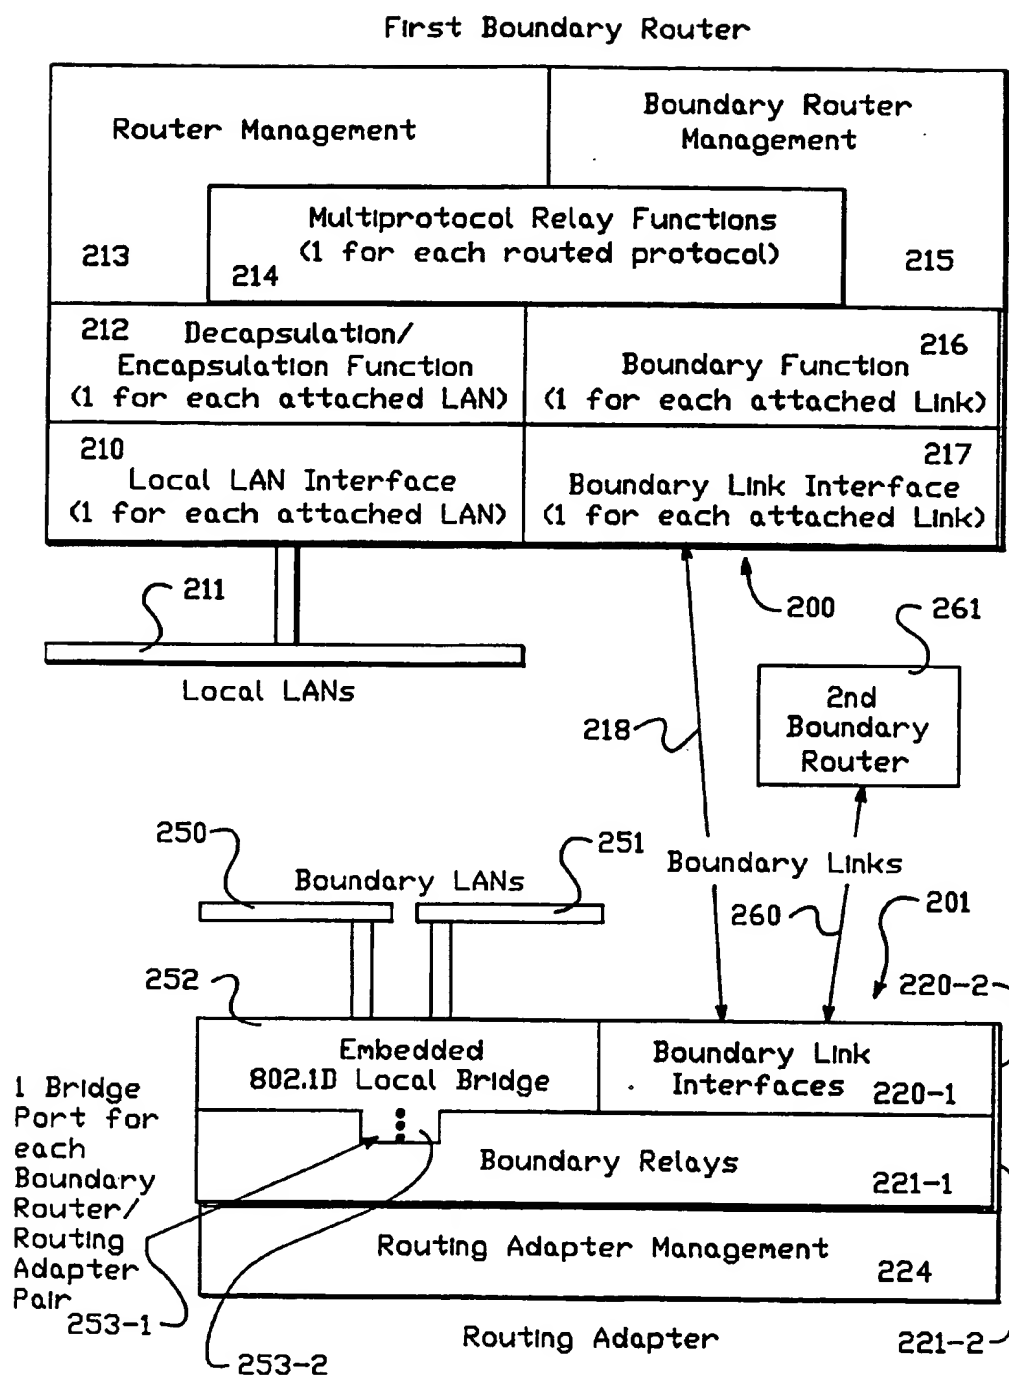 First Boundary Router
Router Management
Boundary Router
Management
Multiprotocol Relay Functions
(1 for each routed protocol)
213
214
215
212 Decapsulation/
Encapsulation Function
(1 for each attached LAN)
216
Boundary Function
(1 for each attached Link)
210
Local LAN Interface
(1 for each attached LAN)
217
Boundary Link Interface
(1 for each attached Link)
211
200
261
Local LANs
2nd
Boundary
Router
218
250
251
Boundary LANs
Boundary Links
260
201
252
220-2
Embedded
802.1D Local Bridge
Boundary Link
Interfaces
220-1
1 Bridge
Port for
each
Boundary
Router/
Routing
Adapter
Pair
Boundary Relays
221-1
Routing Adapter Management
224
253-1
253-2
Routing Adapter
221-2